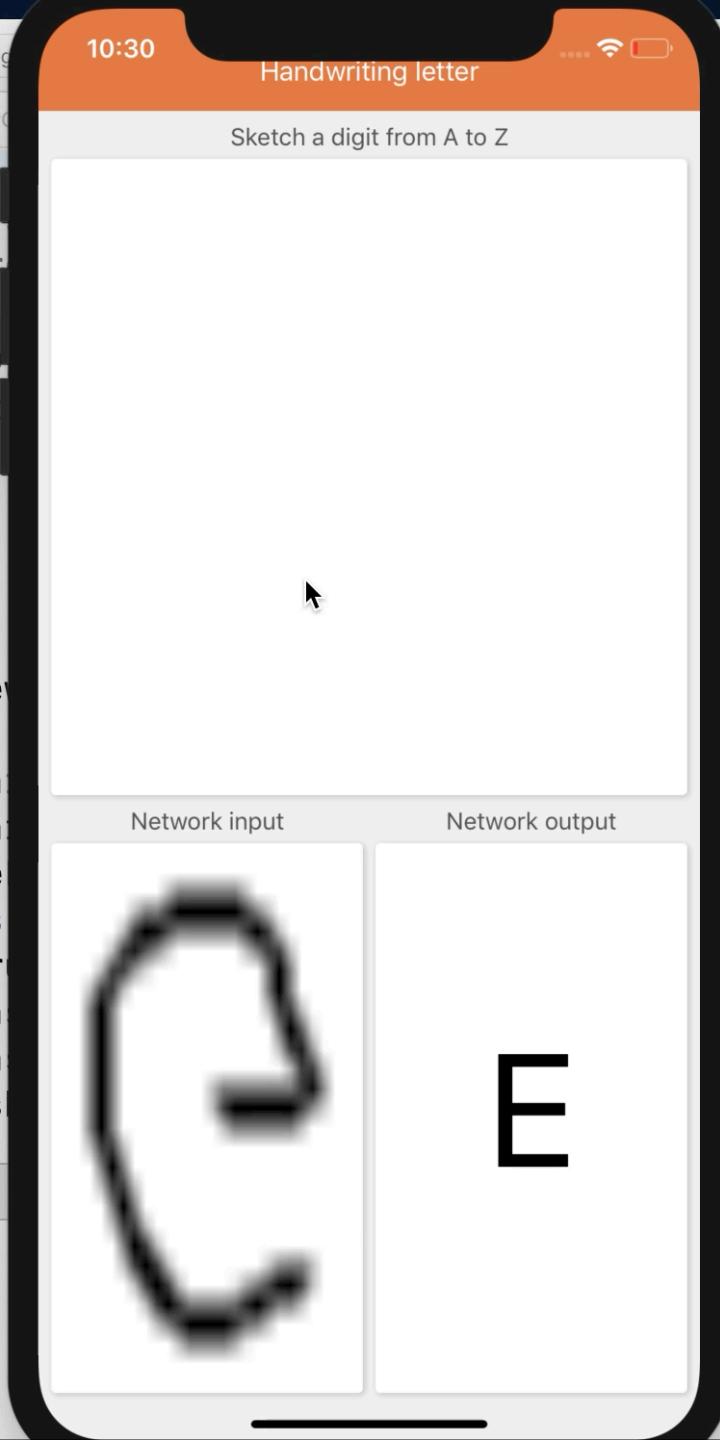 10:30
Handwriting letter
Sketch a digit from A to Z
Network input
Network output
e
E